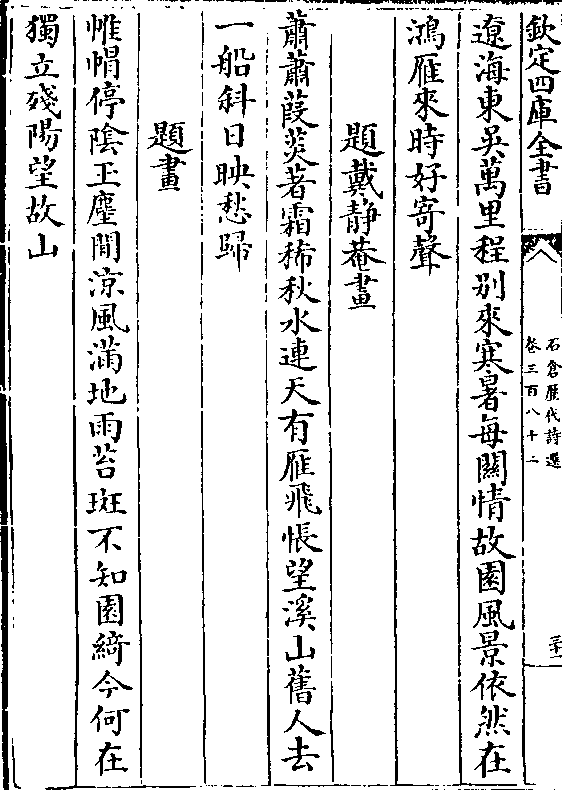 欽定四庫全書
石倉歷代詩選
卷三百八十二
遼海東吳萬里程别來寒暑每關情故園風景依然在
鴻雁來時好寄聲
題戴静菴畫
蕭蕭葭菼著霜稀秋水連天有雁飛悵望溪山舊人去
一船斜日映愁歸
題畫
帷帽停隂玉麈閒涼風滿地雨苔斑不知園綺今何在
獨立殘陽望故山